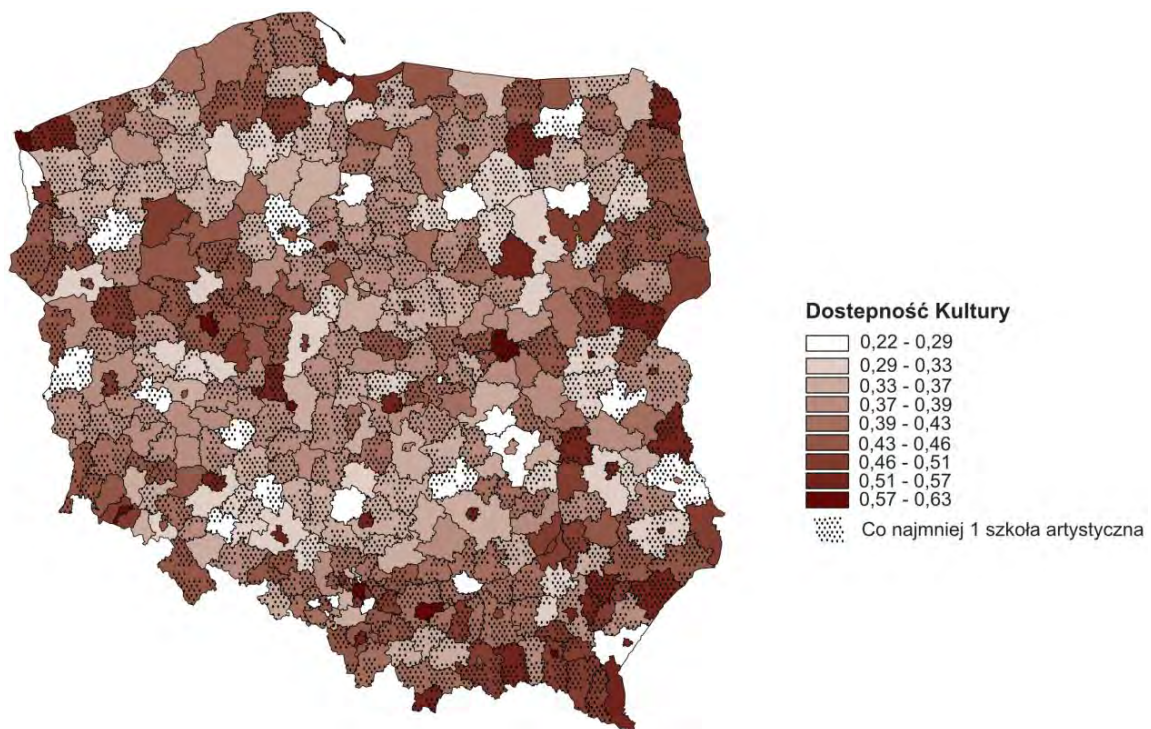 Dostepność Kultury
0,22 - 0,29
0,29 - 0,33
0,33 - 0,37
0,37 - 0,39
0,39 - 0,43
0,43 - 0,46
0,46 - 0,51
0,51 - 0,57
0,57 - 0,63
Co najmniej 1 szkoła artystyczna